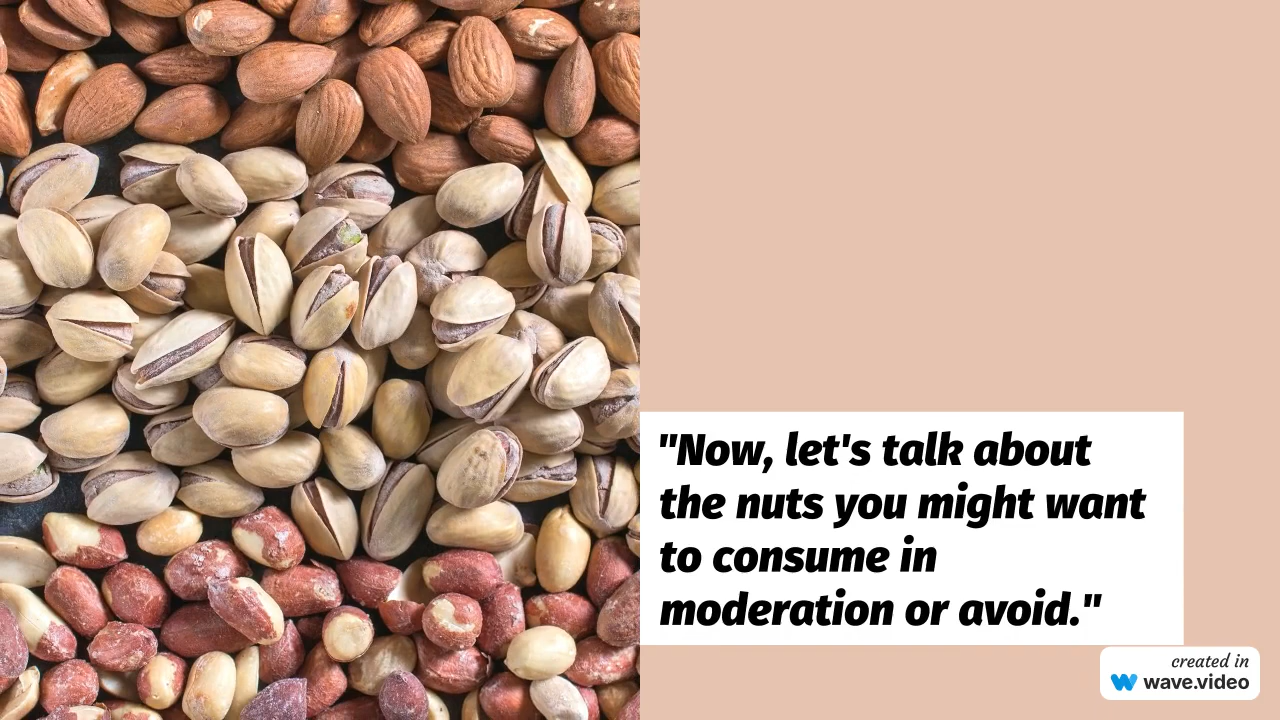 "Now, let's talk about
the nuts you might want
to consume in
moderation or avoid."
created in
wave.video